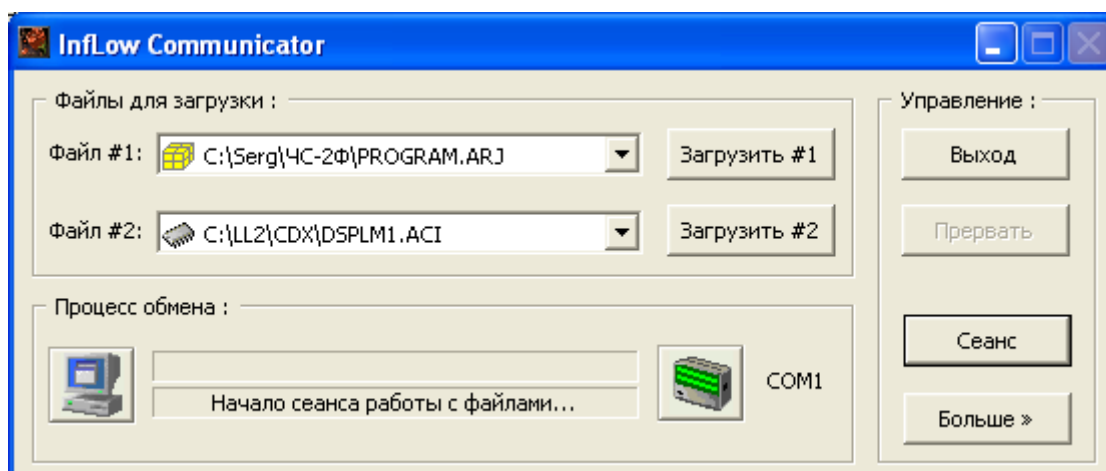 InfLow Communicator
Файлы для загрузки :
Файл #1: C:\Serg\ЧС-2Ф\PROGRAM.ARJ Загрузить #1
Файл #2: C:\LL2\CDX\DSPLM1.ACI Загрузить #2
Процесс обмена :
Начало сеанса работы с файлами...
COM1
Управление :
Выход
Прервать
Сеанс
Больше »